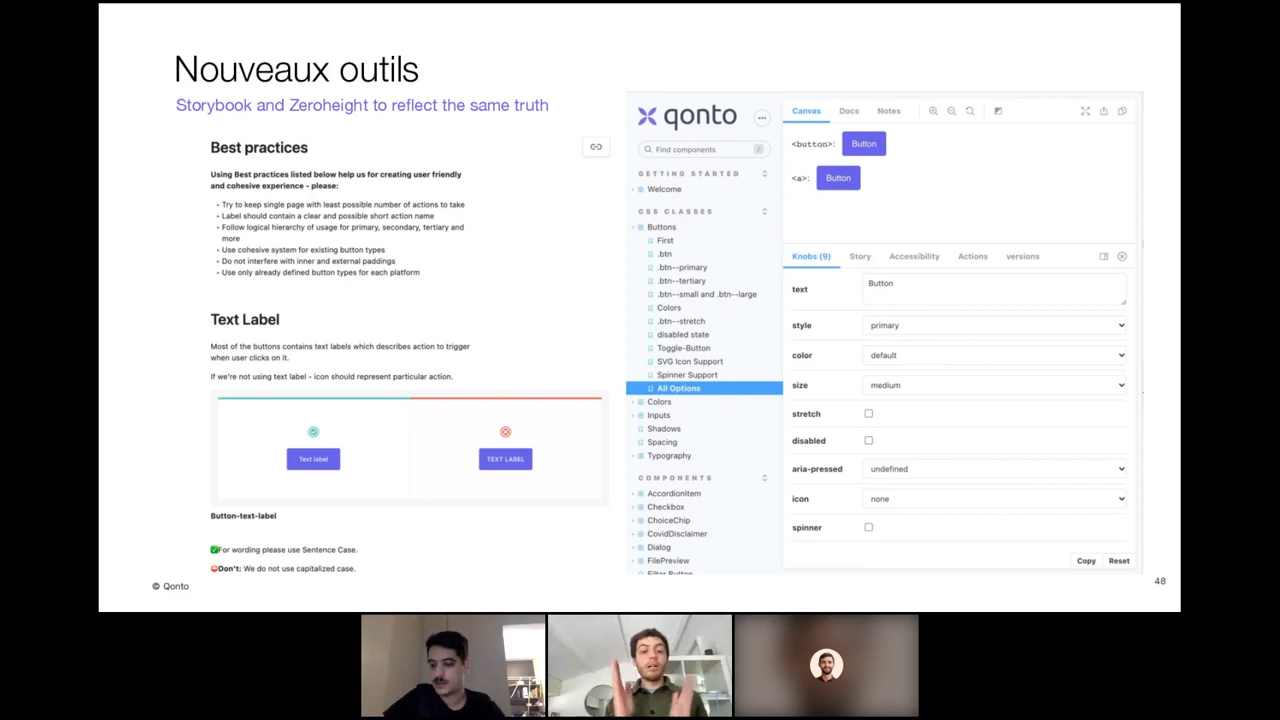 Nouveaux outils
Storybook and Zeroheight to reflect the same truth
Best practices
Using Best practices listed below help us for creating user friendly
and cohesive experience - please:
• Try to keep single page with least possible number of actions to take
• Label should contain a clear and possible short action name
• Follow logical hierarchy of usage for primary, secondary, tertiary and
more
• Use cohesive system for existing button types
• Do not interfere with inner and external paddings
• Use only already defined button types for each platform
Text Label
Most of the buttons contains text labels which describes action to trigger
when user clicks on it.
If we're not using text label - icon should represent particular action.
Text label
TEXT LABEL
Button-text-label
✅For wording please use Sentence Case.
⛔Don't: We do not use capitalized case.
© Qonto
qonto
Find components
/
GETTING STARTED
Welcome
CSS CLASSES
Buttons
First
.btn
.btn--primary
.btn--tertiary
.btn--small and .btn--large
Colors
.btn--stretch
disabled state
Toggle-Button
SVG Icon Support
Spinner Support
All Options
Colors
Inputs
Shadows
Spacing
Typography
COMPONENTS
AccordionItem
Checkbox
ChoiceChip
CovidDisclaimer
Dialog
FilePreview
Filter Button
Canvas Docs Notes
<button>: Button
<a>: Button
Knobs (9) Story Accessibility Actions versions
text Button
style primary
color default
size medium
stretch
disabled
aria-pressed undefined
icon none
spinner
Copy Reset
48